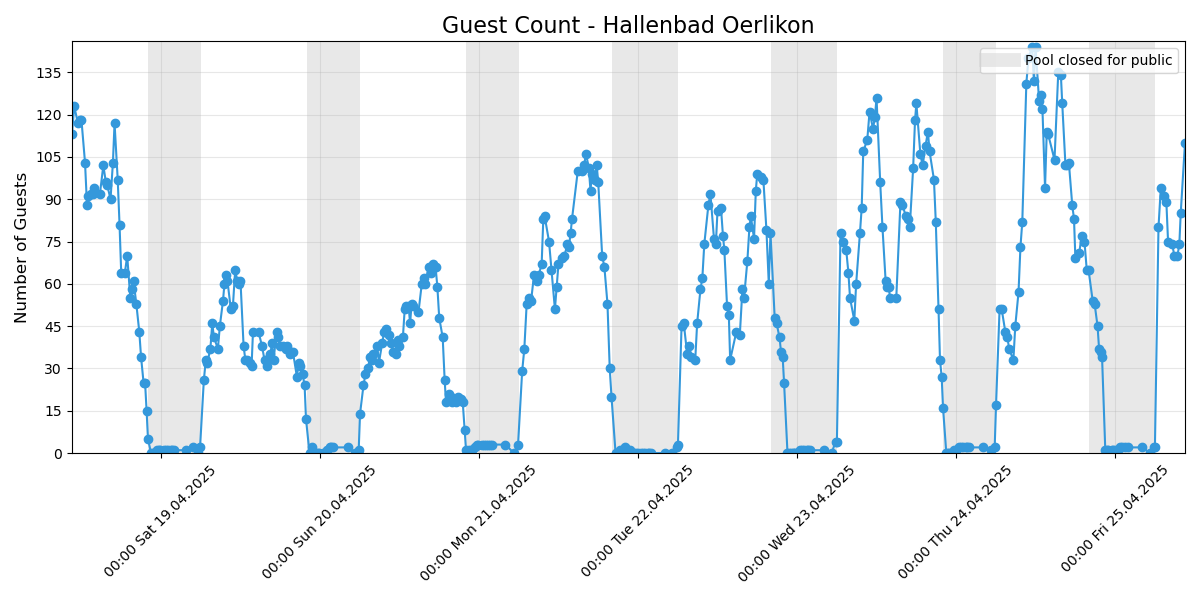 Guest Count - Hallenbad Oerlikon
Pool closed for public
Number of Guests
135
120
105
90
75
60
45
30
15
0
00:00 Sat 19.04.2025
00:00 Sun 20.04.2025
00:00 Mon 21.04.2025
00:00 Tue 22.04.2025
00:00 Wed 23.04.2025
00:00 Thu 24.04.2025
00:00 Fri 25.04.2025